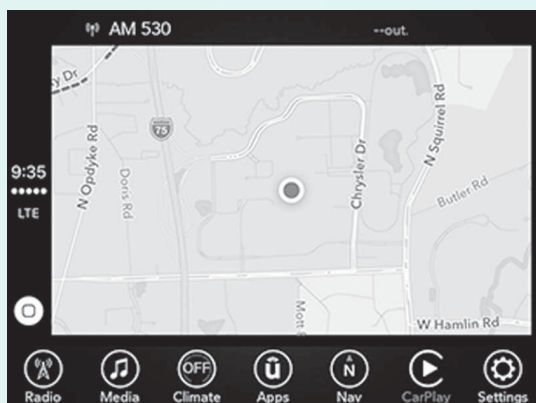 AM 530
--out.
y Dr
75
N Opdyke Rd
Doris Rd
Chrysler Dr
N Squirrel Rd
Butler Rd
9:35
LTE
Mott
W Hamlin Rd
OFF
û
N
Radio
Media
Climate
Apps
Nav
CarPlay
Settings